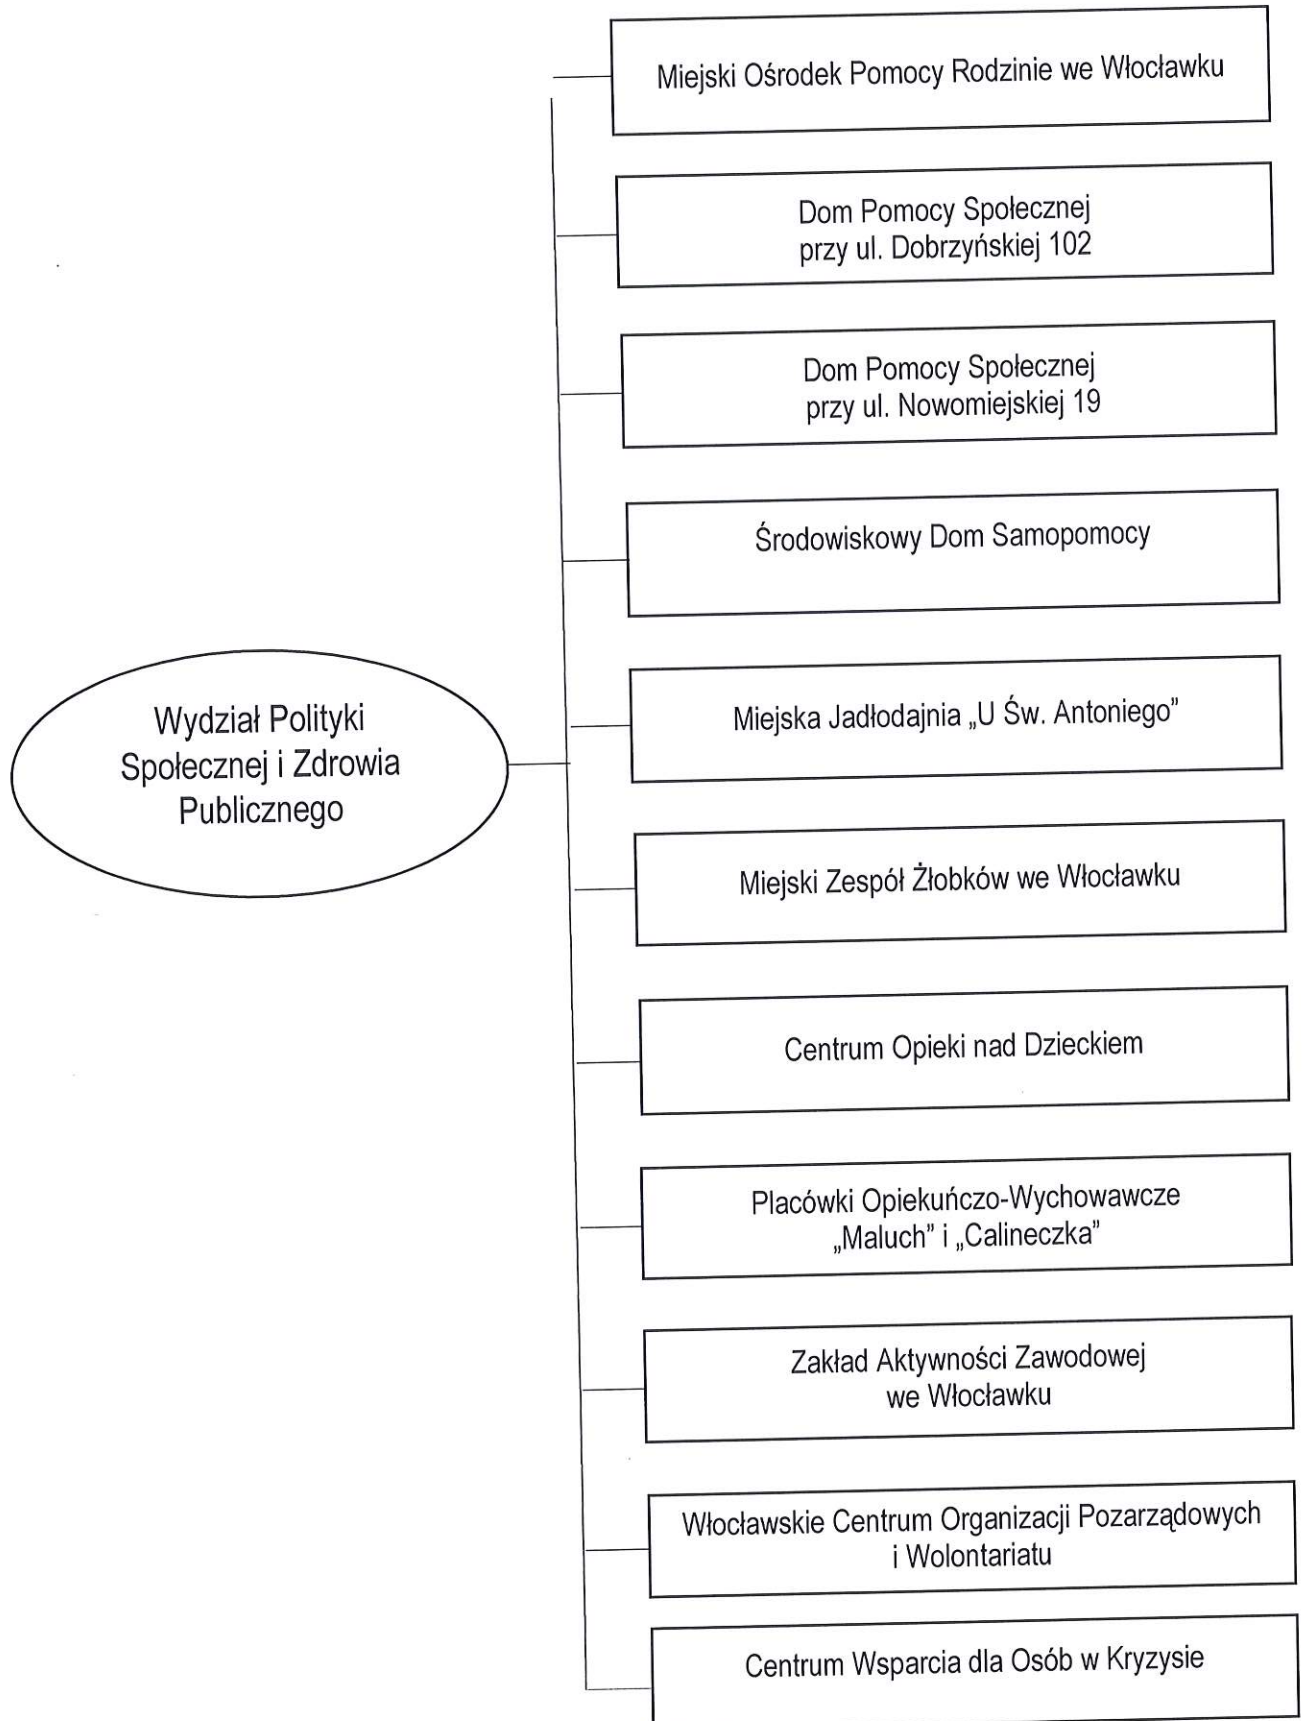 Miejski Ośrodek Pomocy Rodzinie we Włocławku
Dom Pomocy Społecznej
przy ul. Dobrzyńskiej 102
Dom Pomocy Społecznej
przy ul. Nowomiejskiej 19
Środowiskowy Dom Samopomocy
Wydział Polityki
Społecznej i Zdrowia
Publicznego
Miejska Jadłodajnia „U Św. Antoniego”
Miejski Zespół Żłobków we Włocławku
Centrum Opieki nad Dzieckiem
Placówki Opiekuńczo-Wychowawcze
„Maluch” i „Calineczka”
Zakład Aktywności Zawodowej
we Włocławku
Włocławskie Centrum Organizacji Pozarządowych
i Wolontariatu
Centrum Wsparcia dla Osób w Kryzysie